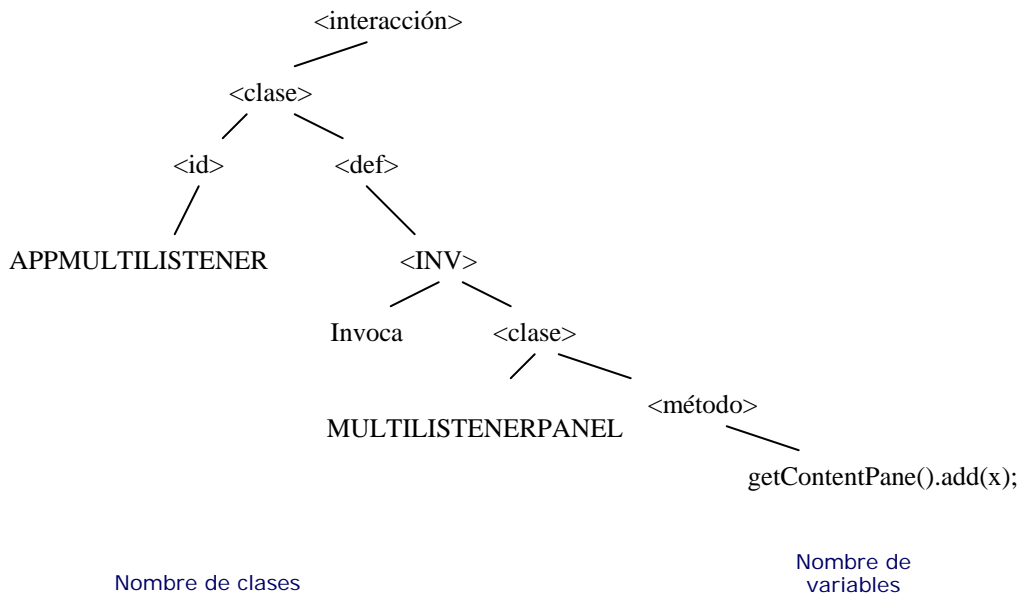 <interacción>
<clase>
<id> <def>
APPMULTILISTENER <INV>
Invoca <clase>
<método>
MULTILISTENERPANEL
getContentPane().add(x);
Nombre de clases
Nombre de
variables